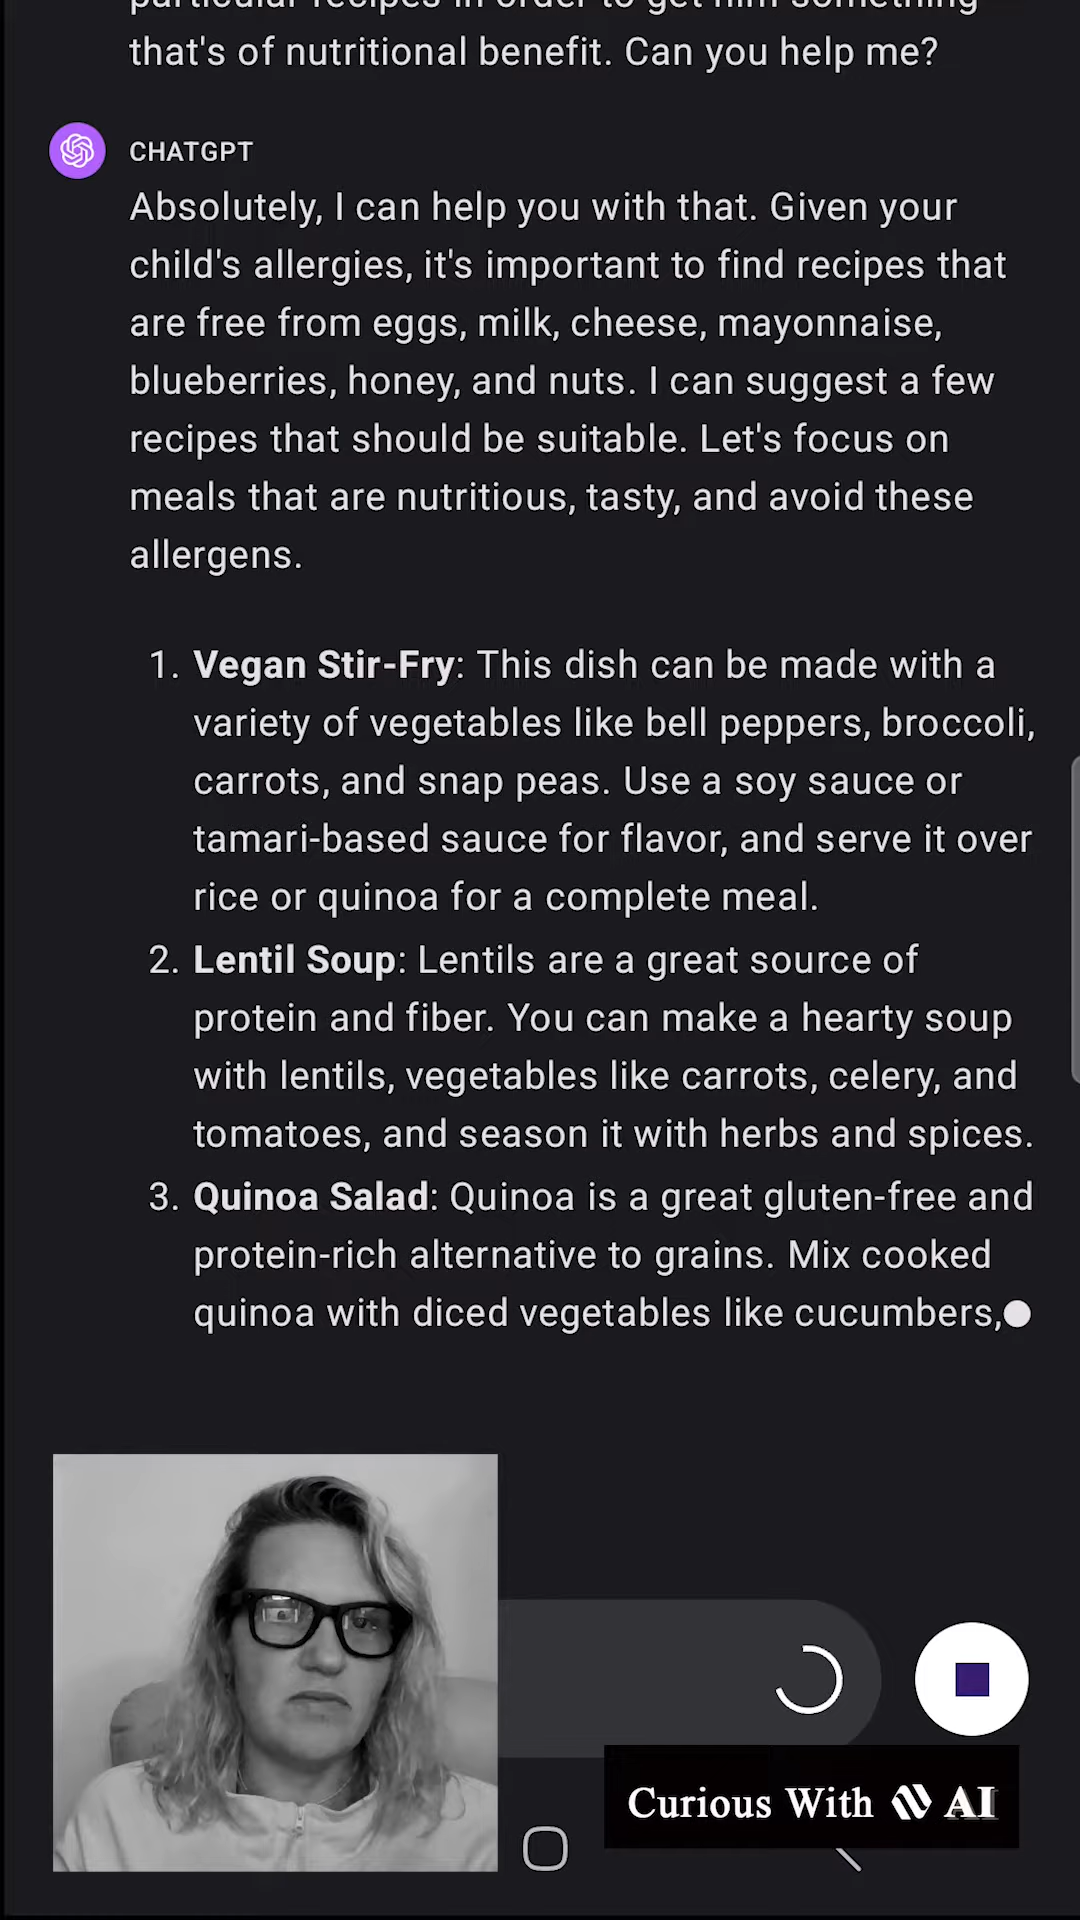 particular recipes in order to get him something
that's of nutritional benefit. Can you help me?
CHATGPT
Absolutely, I can help you with that. Given your
child's allergies, it's important to find recipes that
are free from eggs, milk, cheese, mayonnaise,
blueberries, honey, and nuts. I can suggest a few
recipes that should be suitable. Let's focus on
meals that are nutritious, tasty, and avoid these
allergens.
1. Vegan Stir-Fry: This dish can be made with a
variety of vegetables like bell peppers, broccoli,
carrots, and snap peas. Use a soy sauce or
tamari-based sauce for flavor, and serve it over
rice or quinoa for a complete meal.
2. Lentil Soup: Lentils are a great source of
protein and fiber. You can make a hearty soup
with lentils, vegetables like carrots, celery, and
tomatoes, and season it with herbs and spices.
3. Quinoa Salad: Quinoa is a great gluten-free and
protein-rich alternative to grains. Mix cooked
quinoa with diced vegetables like cucumbers,
Curious With AI